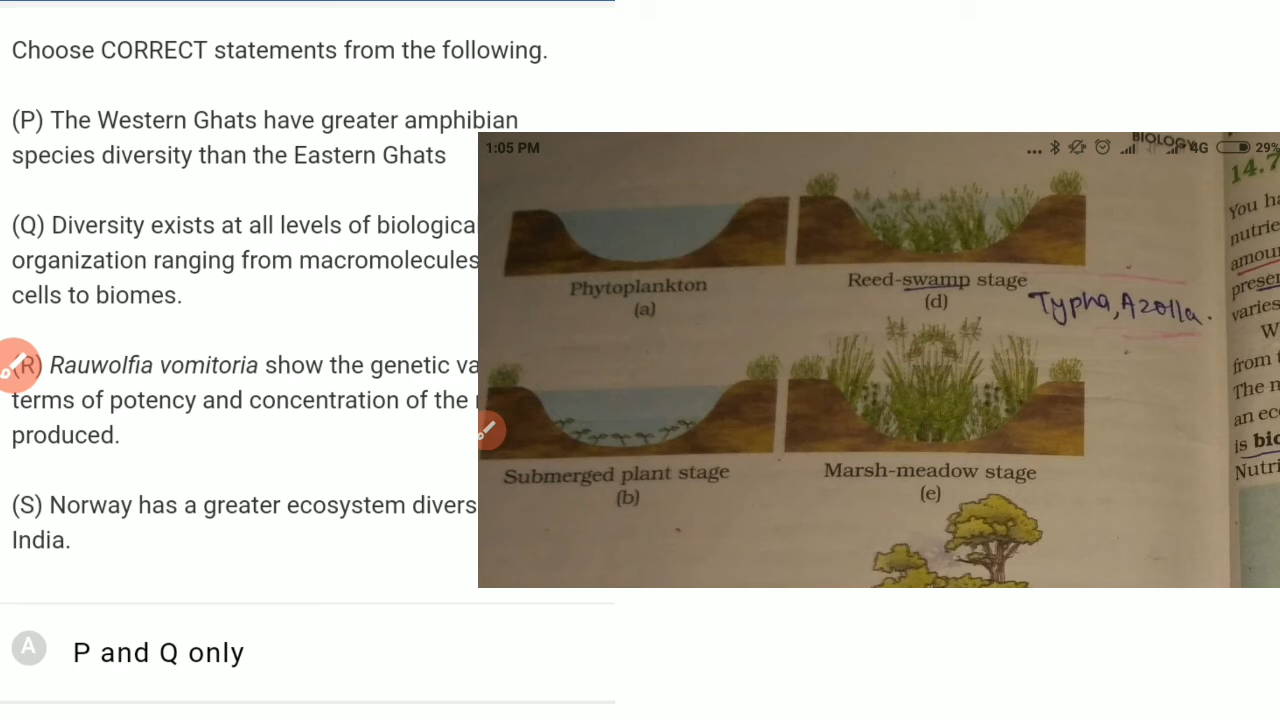 Choose CORRECT statements from the following.
(P) The Western Ghats have greater amphibian
species diversity than the Eastern Ghats
(Q) Diversity exists at all levels of biologica
organization ranging from macromolecules
cells to biomes.
(R) Rauwolfia vomitoria show the genetic va
terms of potency and concentration of the
produced.
(S) Norway has a greater ecosystem divers
India.
A P and Q only
1:05 PM
... 4G 29%
BIOLOGY
Phytoplankton
(a)
Reed-swamp stage
(d)
Typha, Azolla.
Submerged plant stage
(b)
Marsh-meadow stage
(e)
14.7
You ha
nutrie
amoun
presen
varies
W
from t
The n
an eco
is bio
Nutri